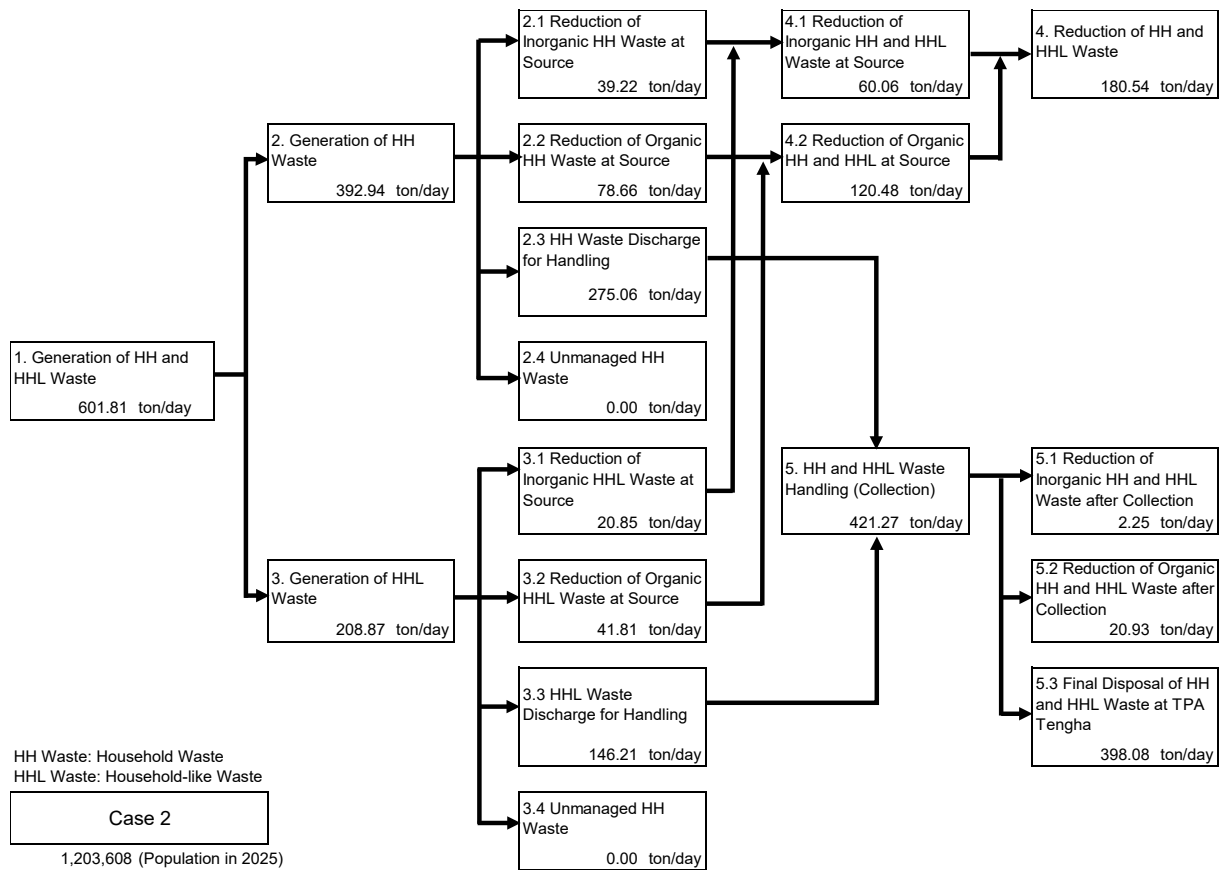 2.1 Reduction of
Inorganic HH Waste at
Source
39.22 ton/day
4.1 Reduction of
Inorganic HH and HHL
Waste at Source
60.06 ton/day
4. Reduction of HH and
HHL Waste
180.54 ton/day
2. Generation of HH
Waste
392.94 ton/day
2.2 Reduction of Organic
HH Waste at Source
78.66 ton/day
4.2 Reduction of Organic
HH and HHL at Source
120.48 ton/day
2.3 HH Waste Discharge
for Handling
275.06 ton/day
1. Generation of HH and
HHL Waste
601.81 ton/day
2.4 Unmanaged HH
Waste
0.00 ton/day
3.1 Reduction of
Inorganic HHL Waste at
Source
20.85 ton/day
5. HH and HHL Waste
Handling (Collection)
421.27 ton/day
5.1 Reduction of
Inorganic HH and HHL
Waste after Collection
2.25 ton/day
3. Generation of HHL
Waste
208.87 ton/day
3.2 Reduction of Organic
HHL Waste at Source
41.81 ton/day
5.2 Reduction of Organic
HH and HHL Waste after
Collection
20.93 ton/day
3.3 HHL Waste
Discharge for Handling
146.21 ton/day
5.3 Final Disposal of HH
and HHL Waste at TPA
Tengha
398.08 ton/day
HH Waste: Household Waste
HHL Waste: Household-like Waste
Case 2
1,203,608 (Population in 2025)
3.4 Unmanaged HH
Waste
0.00 ton/day